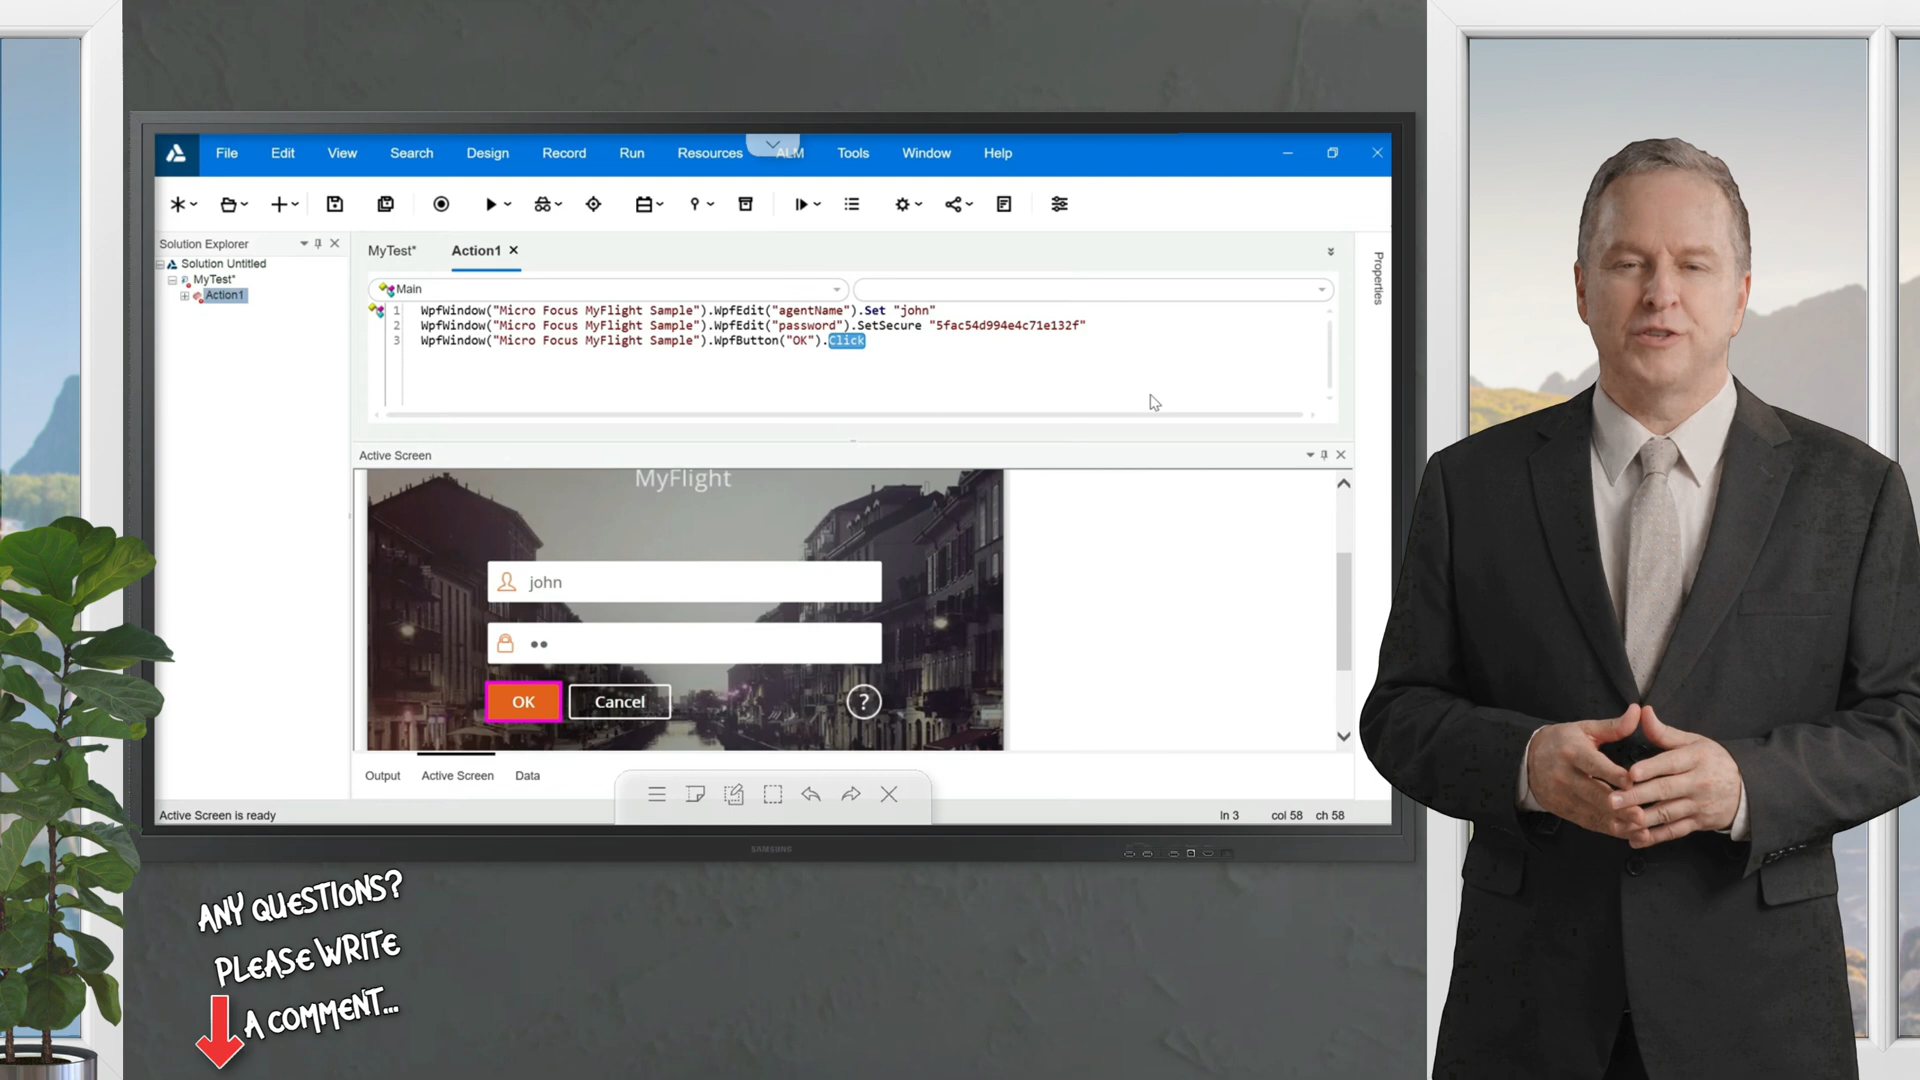 File Edit View Search Design Record Run Resources ALM Tools Window Help
Solution Explorer
Solution Untitled
MyTest*
Action1
MyTest* Action1
Properties
Main
1 WpfWindow("Micro Focus MyFlight Sample").WpfEdit("agentName").Set "john"
2 WpfWindow("Micro Focus MyFlight Sample").WpfEdit("password").SetSecure "5fac54d994e4c71e132f"
3 WpfWindow("Micro Focus MyFlight Sample").WpfButton("OK").Click
Active Screen
MyFlight
john
OK Cancel ?
Output Active Screen Data
Active Screen is ready
ln 3 col 58 ch 58
SAMSUNG
ANY QUESTIONS?
PLEASE WRITE
A COMMENT...